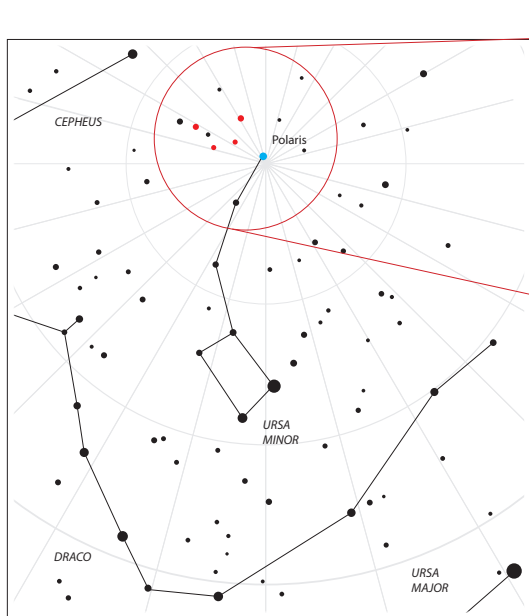 CEPHEUS
Polaris
URSA
MINOR
DRACO
URSA
MAJOR